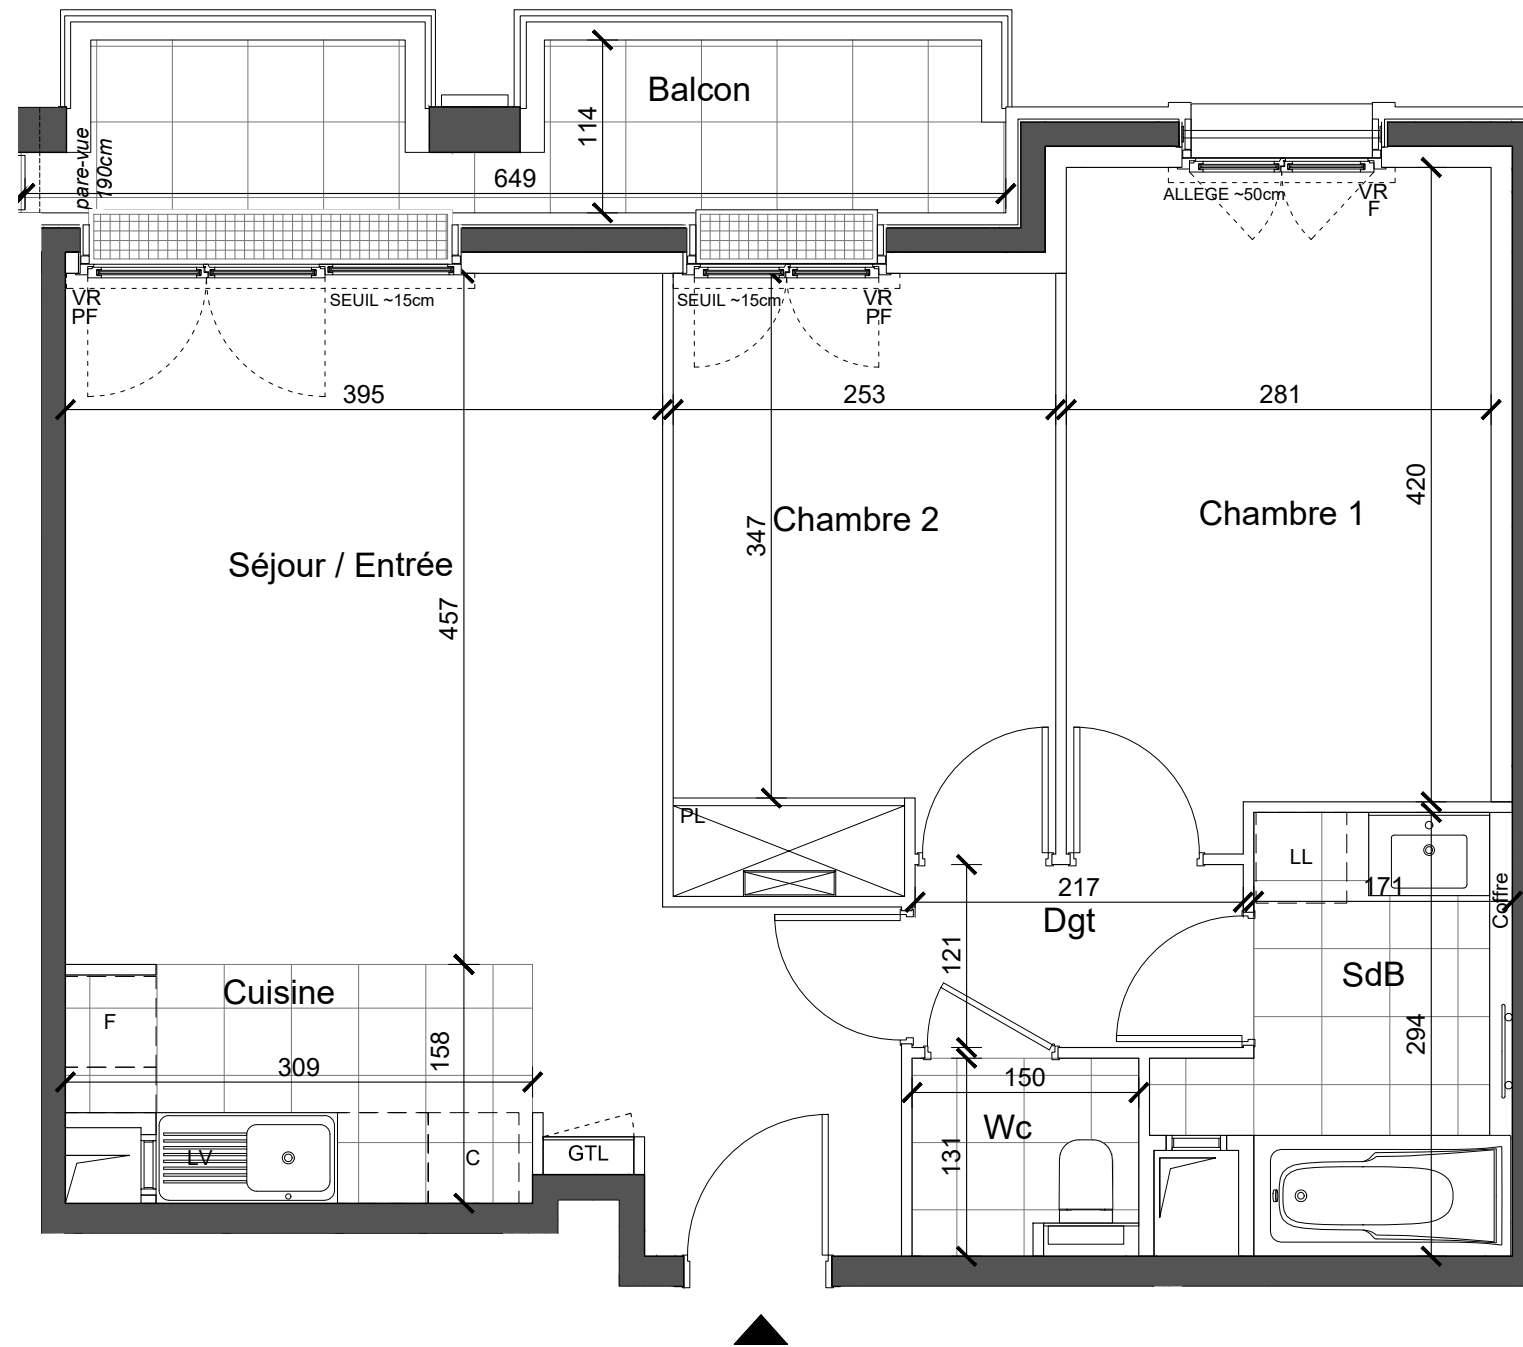 Balcon
114
pare-vue
190cm
649
ALLEGE ~50cm
VR
F
VR
PF
SEUIL ~15cm
SEUIL ~15cm
VR
PF
395
253
281
420
347
Chambre 2
Chambre 1
Séjour / Entrée
457
PL
LL
171
Coffre
217
Dgt
121
SdB
294
Cuisine
F
158
309
150
Wc
131
LV
C
GTL